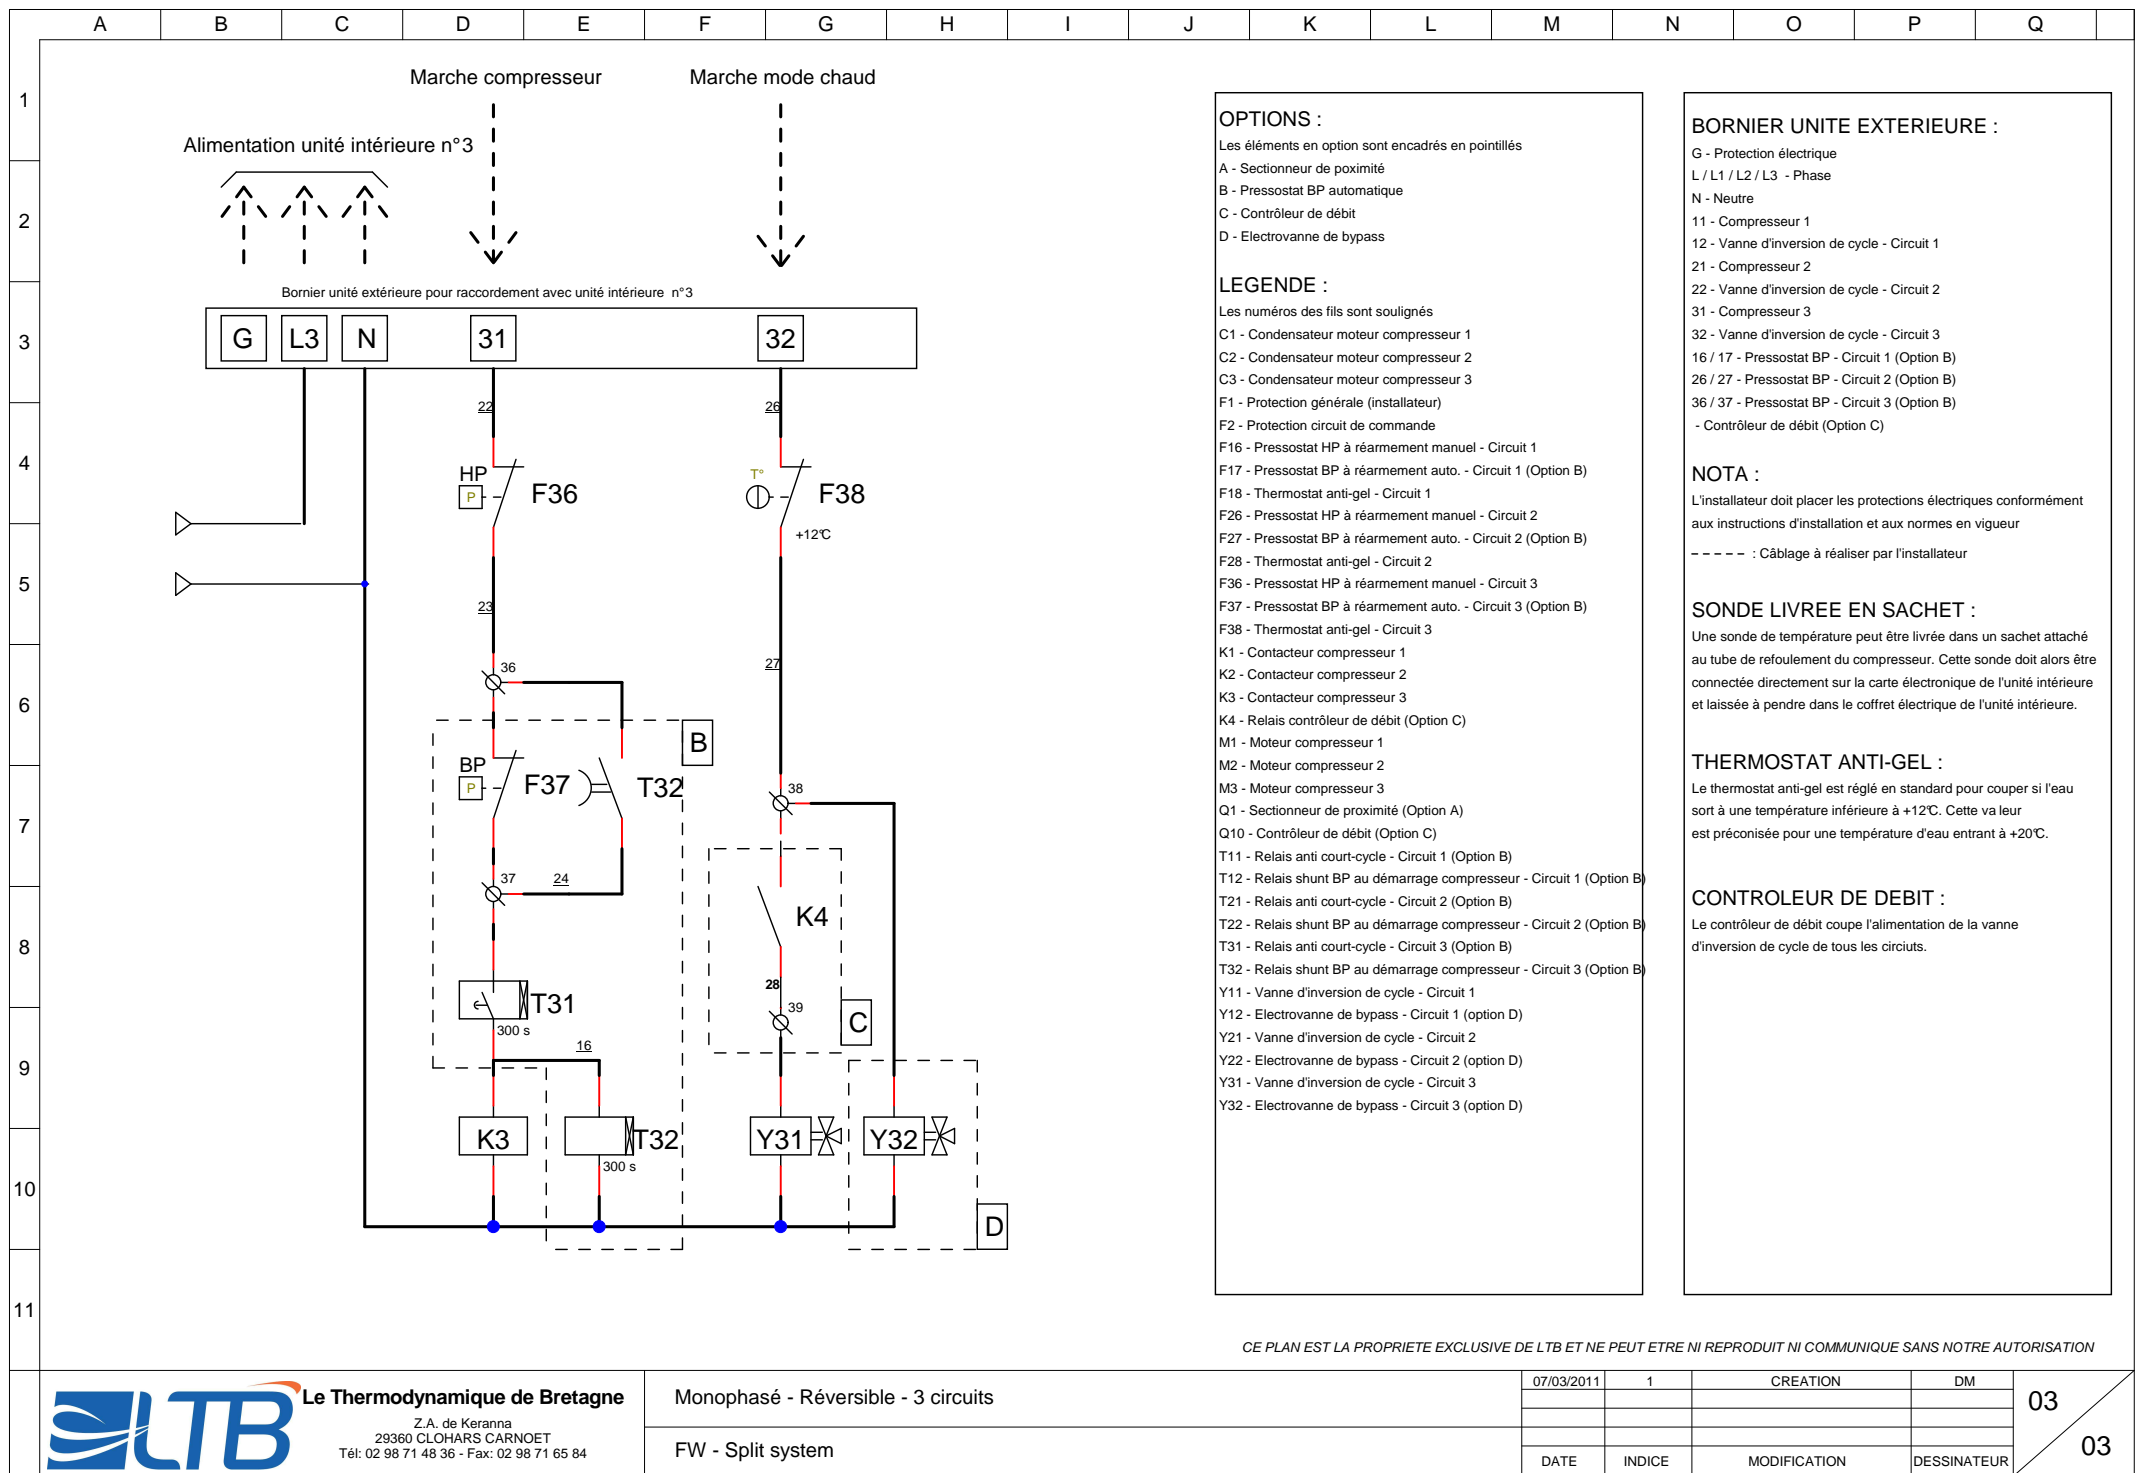 A B C D E F G H I J K L M N O P Q
1
2
3
4
5
6
7
8
9
10
11
Marche compresseur
Marche mode chaud
Alimentation unité intérieure n°3
Bornier unité extérieure pour raccordement avec unité intérieure n°3
G L3 N 31 32
22
26
HP
P
F36
T°
F38
+12°C
23
36
27
B
BP
P
F37
T32
38
37
24
K4
T31
300 s
28
39
C
16
K3
T32
300 s
Y31
Y32
D
OPTIONS :
Les éléments en option sont encadrés en pointillés
A - Sectionneur de poximité
B - Pressostat BP automatique
C - Contrôleur de débit
D - Electrovanne de bypass
LEGENDE :
Les numéros des fils sont soulignés
C1 - Condensateur moteur compresseur 1
C2 - Condensateur moteur compresseur 2
C3 - Condensateur moteur compresseur 3
F1 - Protection générale (installateur)
F2 - Protection circuit de commande
F16 - Pressostat HP à réarmement manuel - Circuit 1
F17 - Pressostat BP à réarmement auto. - Circuit 1 (Option B)
F18 - Thermostat anti-gel - Circuit 1
F26 - Pressostat HP à réarmement manuel - Circuit 2
F27 - Pressostat BP à réarmement auto. - Circuit 2 (Option B)
F28 - Thermostat anti-gel - Circuit 2
F36 - Pressostat HP à réarmement manuel - Circuit 3
F37 - Pressostat BP à réarmement auto. - Circuit 3 (Option B)
F38 - Thermostat anti-gel - Circuit 3
K1 - Contacteur compresseur 1
K2 - Contacteur compresseur 2
K3 - Contacteur compresseur 3
K4 - Relais contrôleur de débit (Option C)
M1 - Moteur compresseur 1
M2 - Moteur compresseur 2
M3 - Moteur compresseur 3
Q1 - Sectionneur de proximité (Option A)
Q10 - Contrôleur de débit (Option C)
T11 - Relais anti court-cycle - Circuit 1 (Option B)
T12 - Relais shunt BP au démarrage compresseur - Circuit 1 (Option B)
T21 - Relais anti court-cycle - Circuit 2 (Option B)
T22 - Relais shunt BP au démarrage compresseur - Circuit 2 (Option B)
T31 - Relais anti court-cycle - Circuit 3 (Option B)
T32 - Relais shunt BP au démarrage compresseur - Circuit 3 (Option B)
Y11 - Vanne d'inversion de cycle - Circuit 1
Y12 - Electrovanne de bypass - Circuit 1 (option D)
Y21 - Vanne d'inversion de cycle - Circuit 2
Y22 - Electrovanne de bypass - Circuit 2 (option D)
Y31 - Vanne d'inversion de cycle - Circuit 3
Y32 - Electrovanne de bypass - Circuit 3 (option D)
BORNIER UNITE EXTERIEURE :
G - Protection électrique
L / L1 / L2 / L3 - Phase
N - Neutre
11 - Compresseur 1
12 - Vanne d'inversion de cycle - Circuit 1
21 - Compresseur 2
22 - Vanne d'inversion de cycle - Circuit 2
31 - Compresseur 3
32 - Vanne d'inversion de cycle - Circuit 3
16 / 17 - Pressostat BP - Circuit 1 (Option B)
26 / 27 - Pressostat BP - Circuit 2 (Option B)
36 / 37 - Pressostat BP - Circuit 3 (Option B)
- Contrôleur de débit (Option C)
NOTA :
L'installateur doit placer les protections électriques conformément
aux instructions d'installation et aux normes en vigueur
- - - - - : Câblage à réaliser par l'installateur
SONDE LIVREE EN SACHET :
Une sonde de température peut être livrée dans un sachet attaché
au tube de refoulement du compresseur. Cette sonde doit alors être
connectée directement sur la carte électronique de l'unité intérieure
et laissée à pendre dans le coffret électrique de l'unité intérieure.
THERMOSTAT ANTI-GEL :
Le thermostat anti-gel est réglé en standard pour couper si l'eau
sort à une température inférieure à +12°C. Cette va leur
est préconisée pour une température d'eau entrant à +20°C.
CONTROLEUR DE DEBIT :
Le contrôleur de débit coupe l'alimentation de la vanne
d'inversion de cycle de tous les circiuts.
CE PLAN EST LA PROPRIETE EXCLUSIVE DE LTB ET NE PEUT ETRE NI REPRODUIT NI COMMUNIQUE SANS NOTRE AUTORISATION
LTB
Le Thermodynamique de Bretagne
Z.A. de Keranna
29360 CLOHARS CARNOET
Tél: 02 98 71 48 36 - Fax: 02 98 71 65 84
Monophasé - Réversible - 3 circuits
FW - Split system
07/03/2011 1 CREATION DM
DATE INDICE MODIFICATION DESSINATEUR
03
03